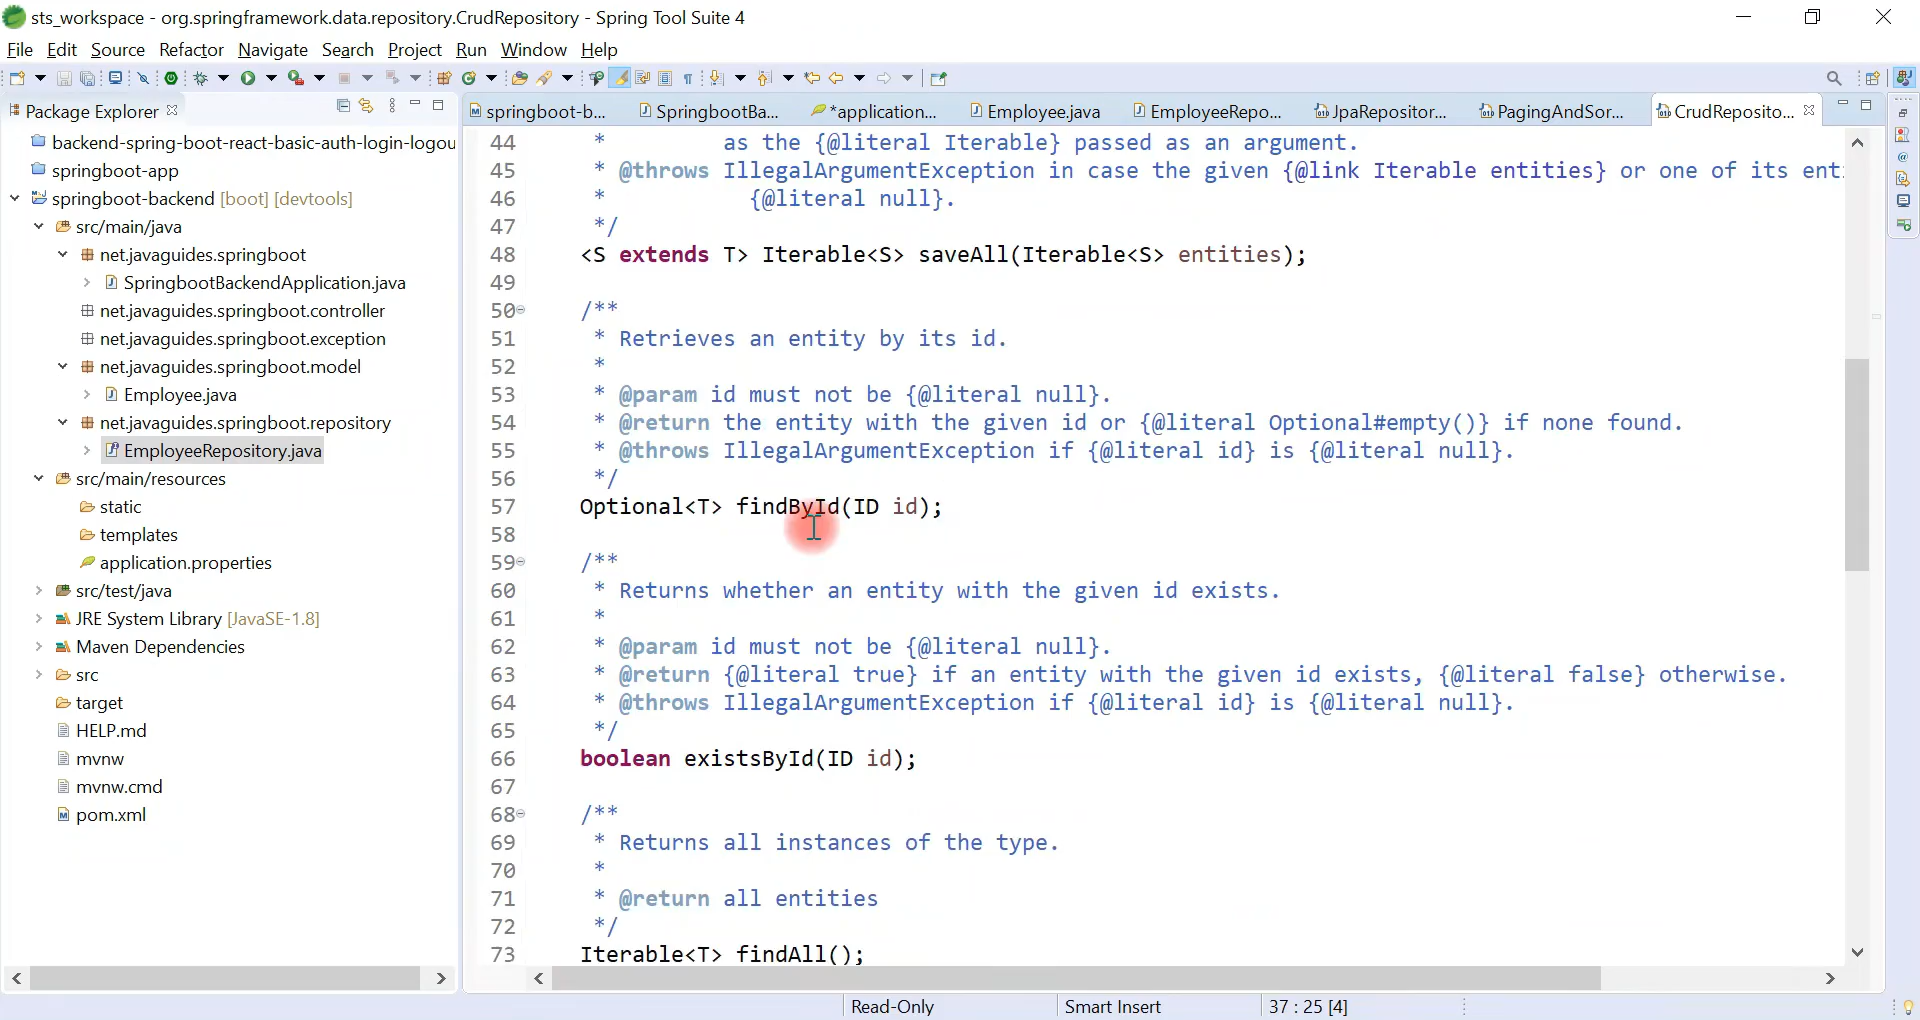 sts_workspace - org.springframework.data.repository.CrudRepository - Spring Tool Suite 4
File Edit Source Refactor Navigate Search Project Run Window Help
Package Explorer
springboot-b... SpringbootBa... *application... Employee.java EmployeeRepo... JpaRepositor... PagingAndSor... CrudReposito...
backend-spring-boot-react-basic-auth-login-logou
springboot-app
springboot-backend [boot] [devtools]
src/main/java
net.javaguides.springboot
SpringbootBackendApplication.java
net.javaguides.springboot.controller
net.javaguides.springboot.exception
net.javaguides.springboot.model
Employee.java
net.javaguides.springboot.repository
EmployeeRepository.java
src/main/resources
static
templates
application.properties
src/test/java
JRE System Library [JavaSE-1.8]
Maven Dependencies
src
target
HELP.md
mvnw
mvnw.cmd
pom.xml
44 * as the {@literal Iterable} passed as an argument.
45 * @throws IllegalArgumentException in case the given {@link Iterable entities} or one of its ent
46 * {@literal null}.
47 */
48 <S extends T> Iterable<S> saveAll(Iterable<S> entities);
49
50 /**
51 * Retrieves an entity by its id.
52 *
53 * @param id must not be {@literal null}.
54 * @return the entity with the given id or {@literal Optional#empty()} if none found.
55 * @throws IllegalArgumentException if {@literal id} is {@literal null}.
56 */
57 Optional<T> findById(ID id);
58
59 /**
60 * Returns whether an entity with the given id exists.
61 *
62 * @param id must not be {@literal null}.
63 * @return {@literal true} if an entity with the given id exists, {@literal false} otherwise.
64 * @throws IllegalArgumentException if {@literal id} is {@literal null}.
65 */
66 boolean existsById(ID id);
67
68 /**
69 * Returns all instances of the type.
70 *
71 * @return all entities
72 */
73 Iterable<T> findAll();
Read-Only Smart Insert 37 : 25 [4]